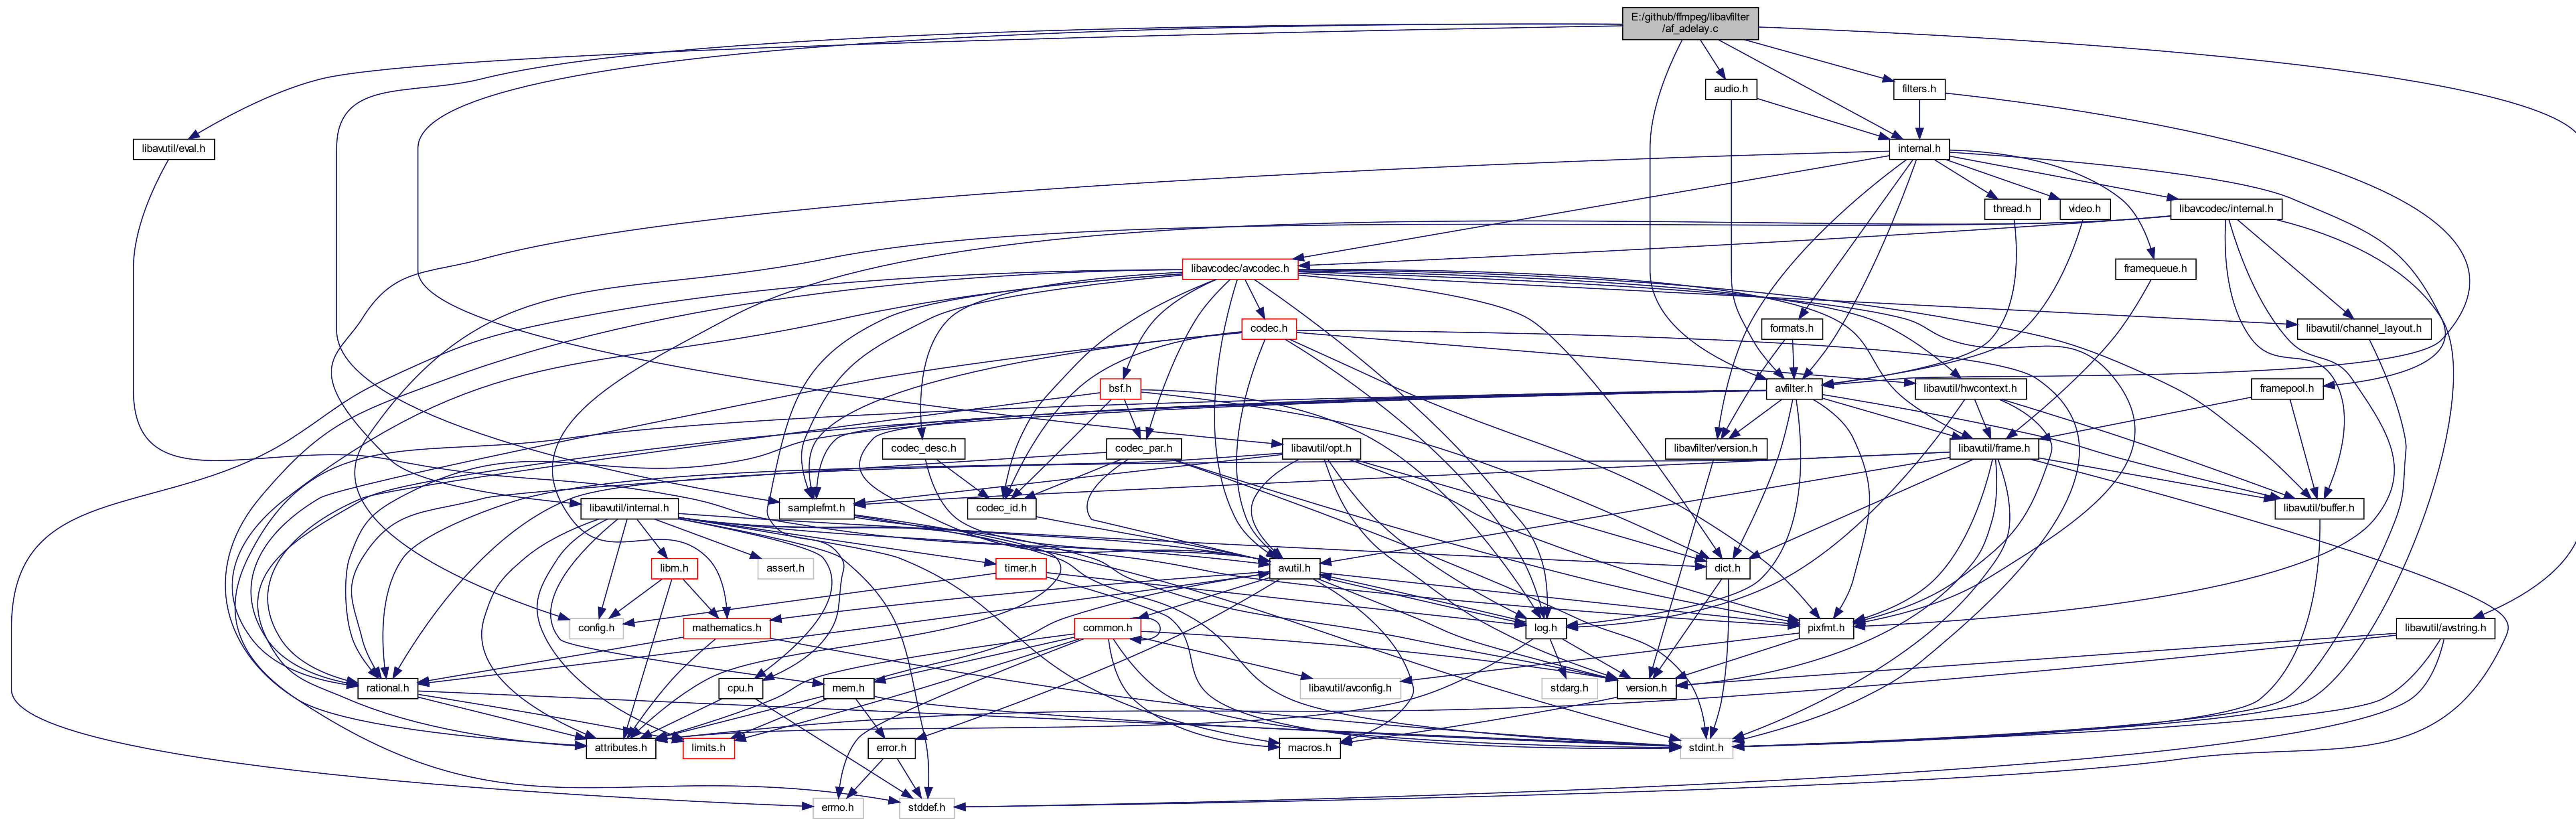 E:/github/ffmpeg/libavfilter
/af_adelay.c
audio.h
filters.h
libavutil/eval.h
internal.h
thread.h
video.h
libavcodec/internal.h
libavcodec/avcodec.h
framequeue.h
codec.h
formats.h
libavutil/channel_layout.h
bsf.h
avfilter.h
libavutil/hwcontext.h
framepool.h
codec_desc.h
codec_par.h
libavutil/opt.h
libavfilter/version.h
libavutil/frame.h
libavutil/internal.h
samplefmt.h
codec_id.h
libavutil/buffer.h
libm.h
assert.h
timer.h
avutil.h
dict.h
config.h
mathematics.h
common.h
log.h
pixfmt.h
libavutil/avstring.h
rational.h
cpu.h
mem.h
libavutil/avconfig.h
stdarg.h
version.h
attributes.h
limits.h
error.h
macros.h
stdint.h
errno.h
stddef.h